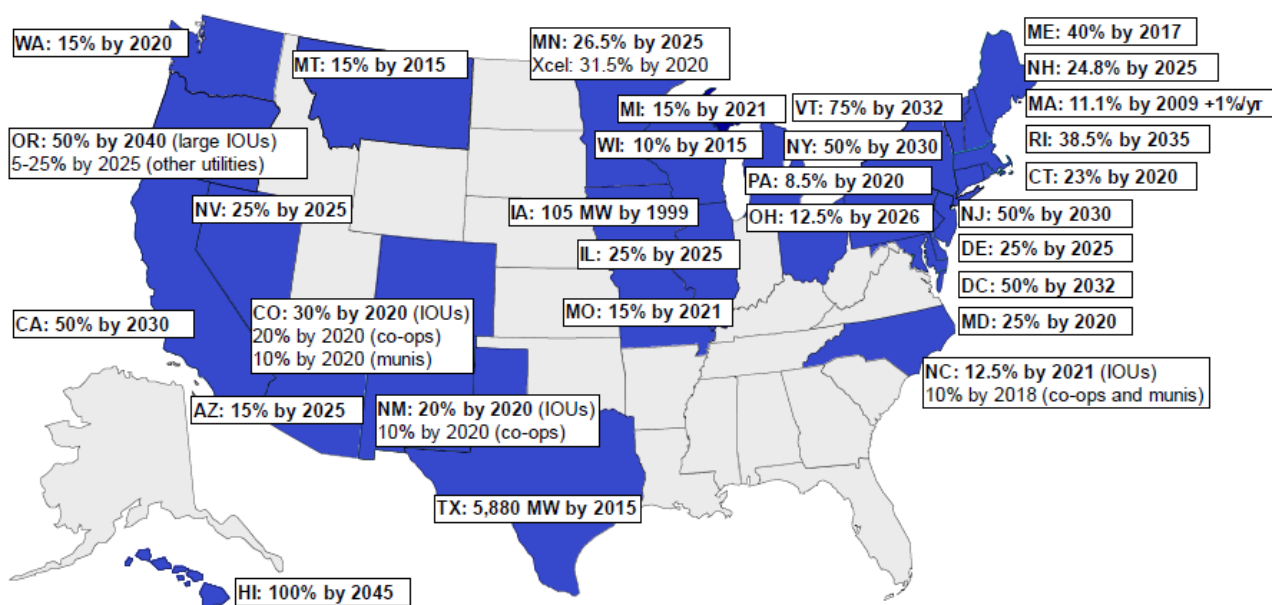 WA: 15% by 2020
MT: 15% by 2015
MN: 26.5% by 2025
Xcel: 31.5% by 2020
ME: 40% by 2017
NH: 24.8% by 2025
MI: 15% by 2021
VT: 75% by 2032
MA: 11.1% by 2009 +1%/yr
OR: 50% by 2040 (large IOUs)
5-25% by 2025 (other utilities)
WI: 10% by 2015
NY: 50% by 2030
RI: 38.5% by 2035
PA: 8.5% by 2020
CT: 23% by 2020
NV: 25% by 2025
IA: 105 MW by 1999
OH: 12.5% by 2026
NJ: 50% by 2030
IL: 25% by 2025
DE: 25% by 2025
DC: 50% by 2032
CA: 50% by 2030
CO: 30% by 2020 (IOUs)
20% by 2020 (co-ops)
10% by 2020 (munis)
MO: 15% by 2021
MD: 25% by 2020
NC: 12.5% by 2021 (IOUs)
10% by 2018 (co-ops and munis)
AZ: 15% by 2025
NM: 20% by 2020 (IOUs)
10% by 2020 (co-ops)
TX: 5,880 MW by 2015
HI: 100% by 2045